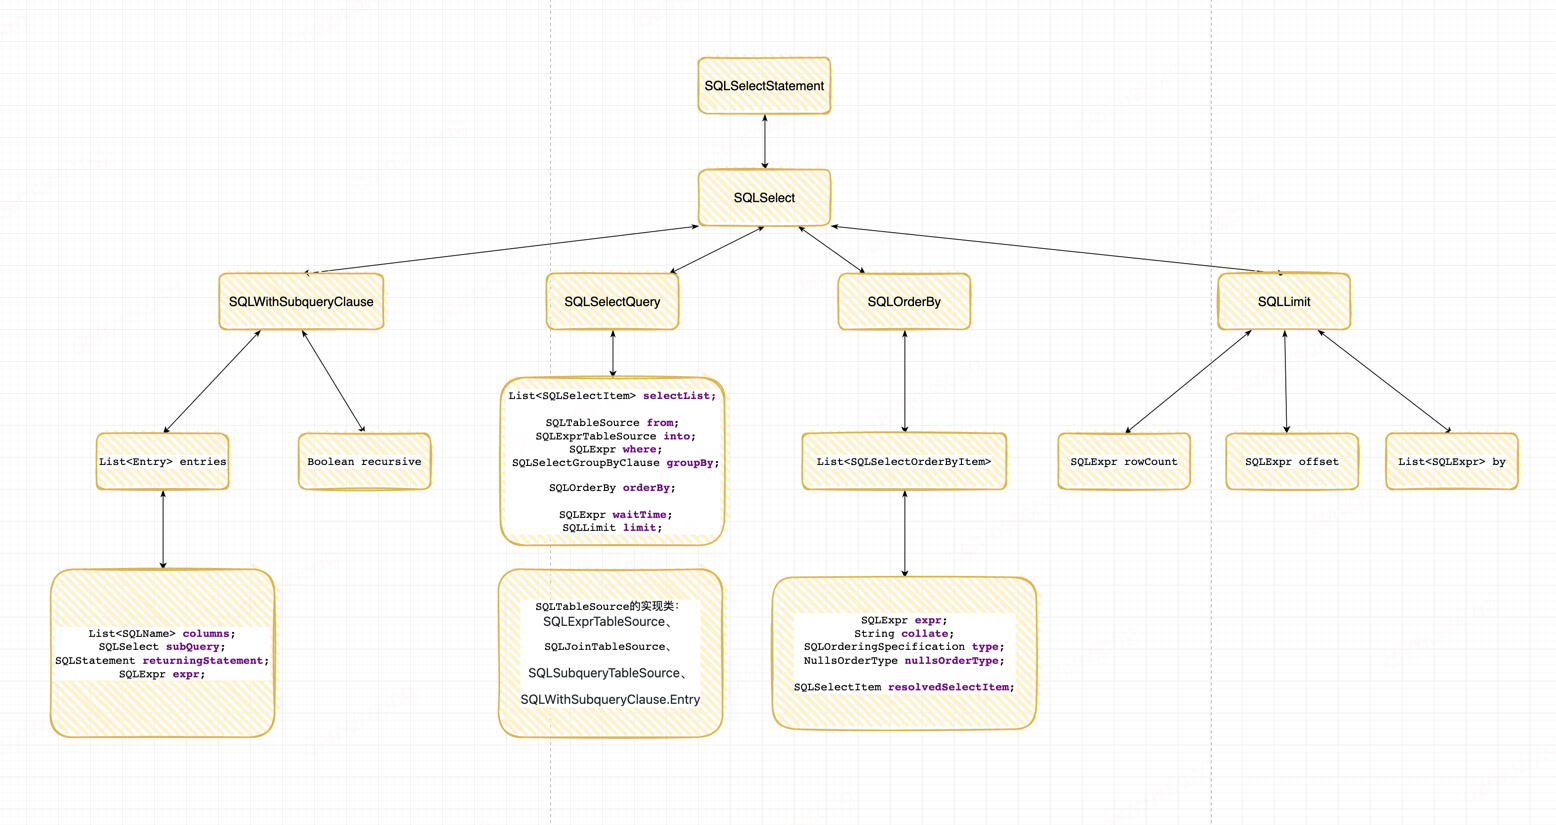 SQLSelectStatement
SQLSelect
SQLWithSubqueryClause
SQLSelectQuery
SQLOrderBy
SQLLimit
List<Entry> entries
Boolean recursive
List<SQLSelectItem> selectList;
SQLTableSource from;
SQLExprTableSource into;
SQLExpr where;
SQLSelectGroupByClause groupBy;
SQLOrderBy orderBy;
SQLExpr waitTime;
SQLLimit limit;
List<SQLSelectOrderByItem>
SQLExpr rowCount
SQLExpr offset
List<SQLExpr> by
List<SQLName> columns;
SQLSelect subQuery;
SQLStatement returningStatement;
SQLExpr expr;
SQLTableSource的实现类：
SQLExprTableSource、
SQLJoinTableSource、
SQLSubqueryTableSource、
SQLWithSubqueryClause.Entry
SQLExpr expr;
String collate;
SQLOrderingSpecification type;
NullsOrderType nullsOrderType;
SQLSelectItem resolvedSelectItem;